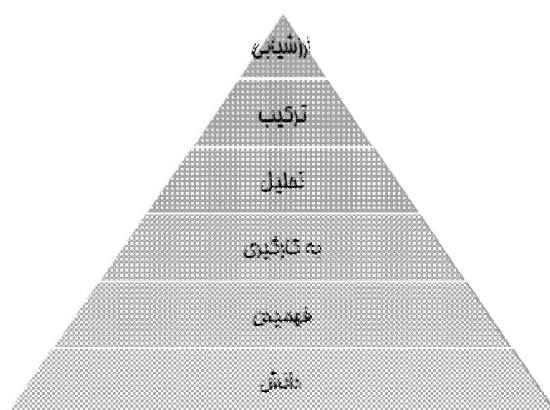 ارزشیابی
ترکیب
تحلیل
به کارگیری
فهمیدن
دانش